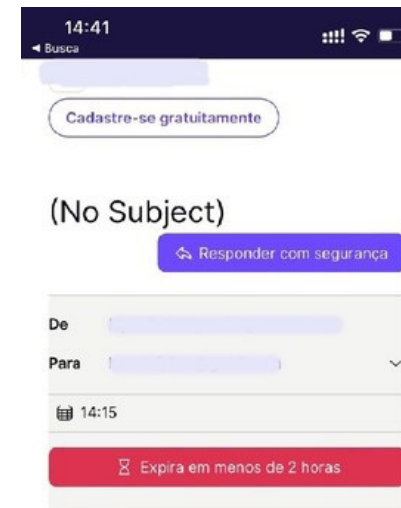 14:41
◄ Busca
Cadastre-se gratuitamente
(No Subject)
Responder com segurança
De
Para
14:15
Expira em menos de 2 horas